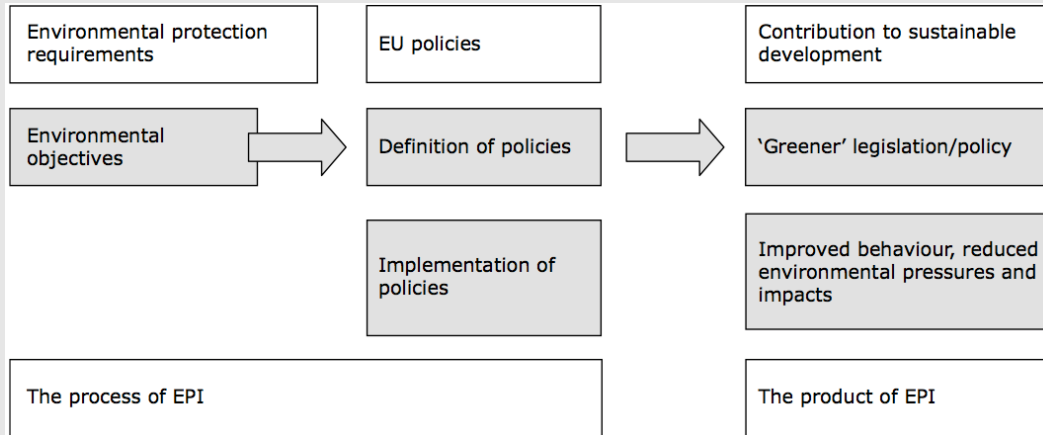 Environmental protection
requirements
EU policies
Contribution to sustainable
development
Environmental
objectives
Definition of policies
‘Greener’ legislation/policy
Implementation of
policies
Improved behaviour, reduced
environmental pressures and
impacts
The process of EPI
The product of EPI